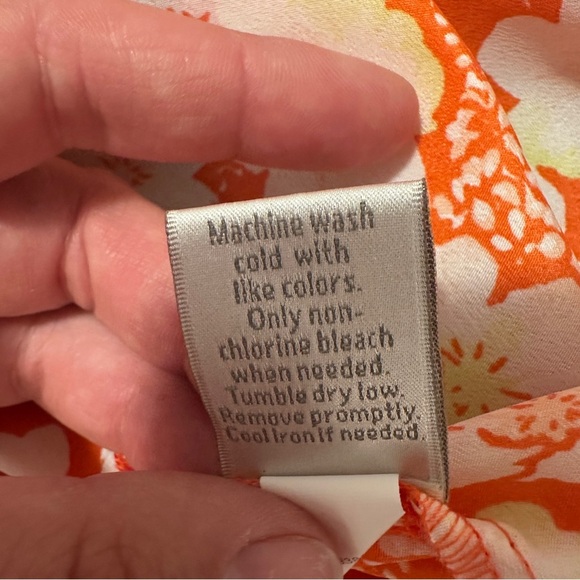 Machine wash
cold with
like colors.
Only non-
chlorine bleach
when needed.
Tumble dry low.
Remove promptly.
Cool Iron if needed.